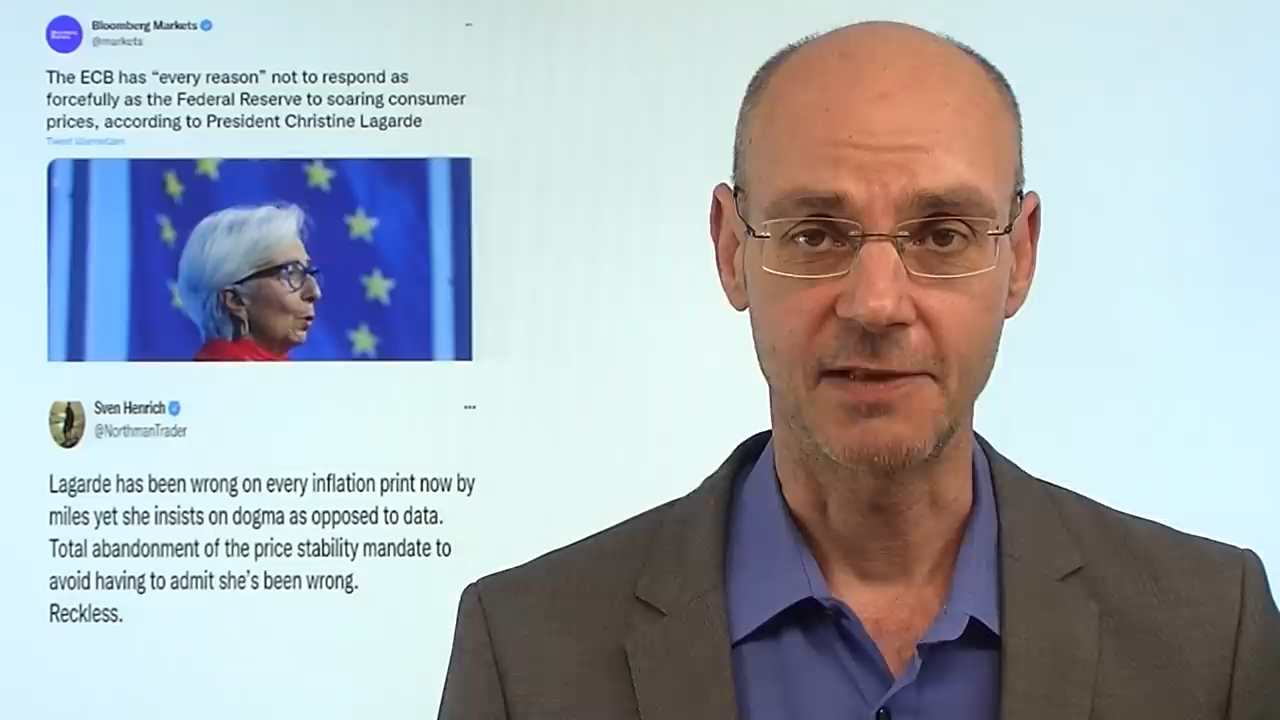 Bloomberg Markets
@markets
The ECB has “every reason” not to respond as
forcefully as the Federal Reserve to soaring consumer
prices, according to President Christine Lagarde
Tweet übersetzen
Sven Henrich
@NorthmanTrader
Lagarde has been wrong on every inflation print now by
miles yet she insists on dogma as opposed to data.
Total abandonment of the price stability mandate to
avoid having to admit she’s been wrong.
Reckless.